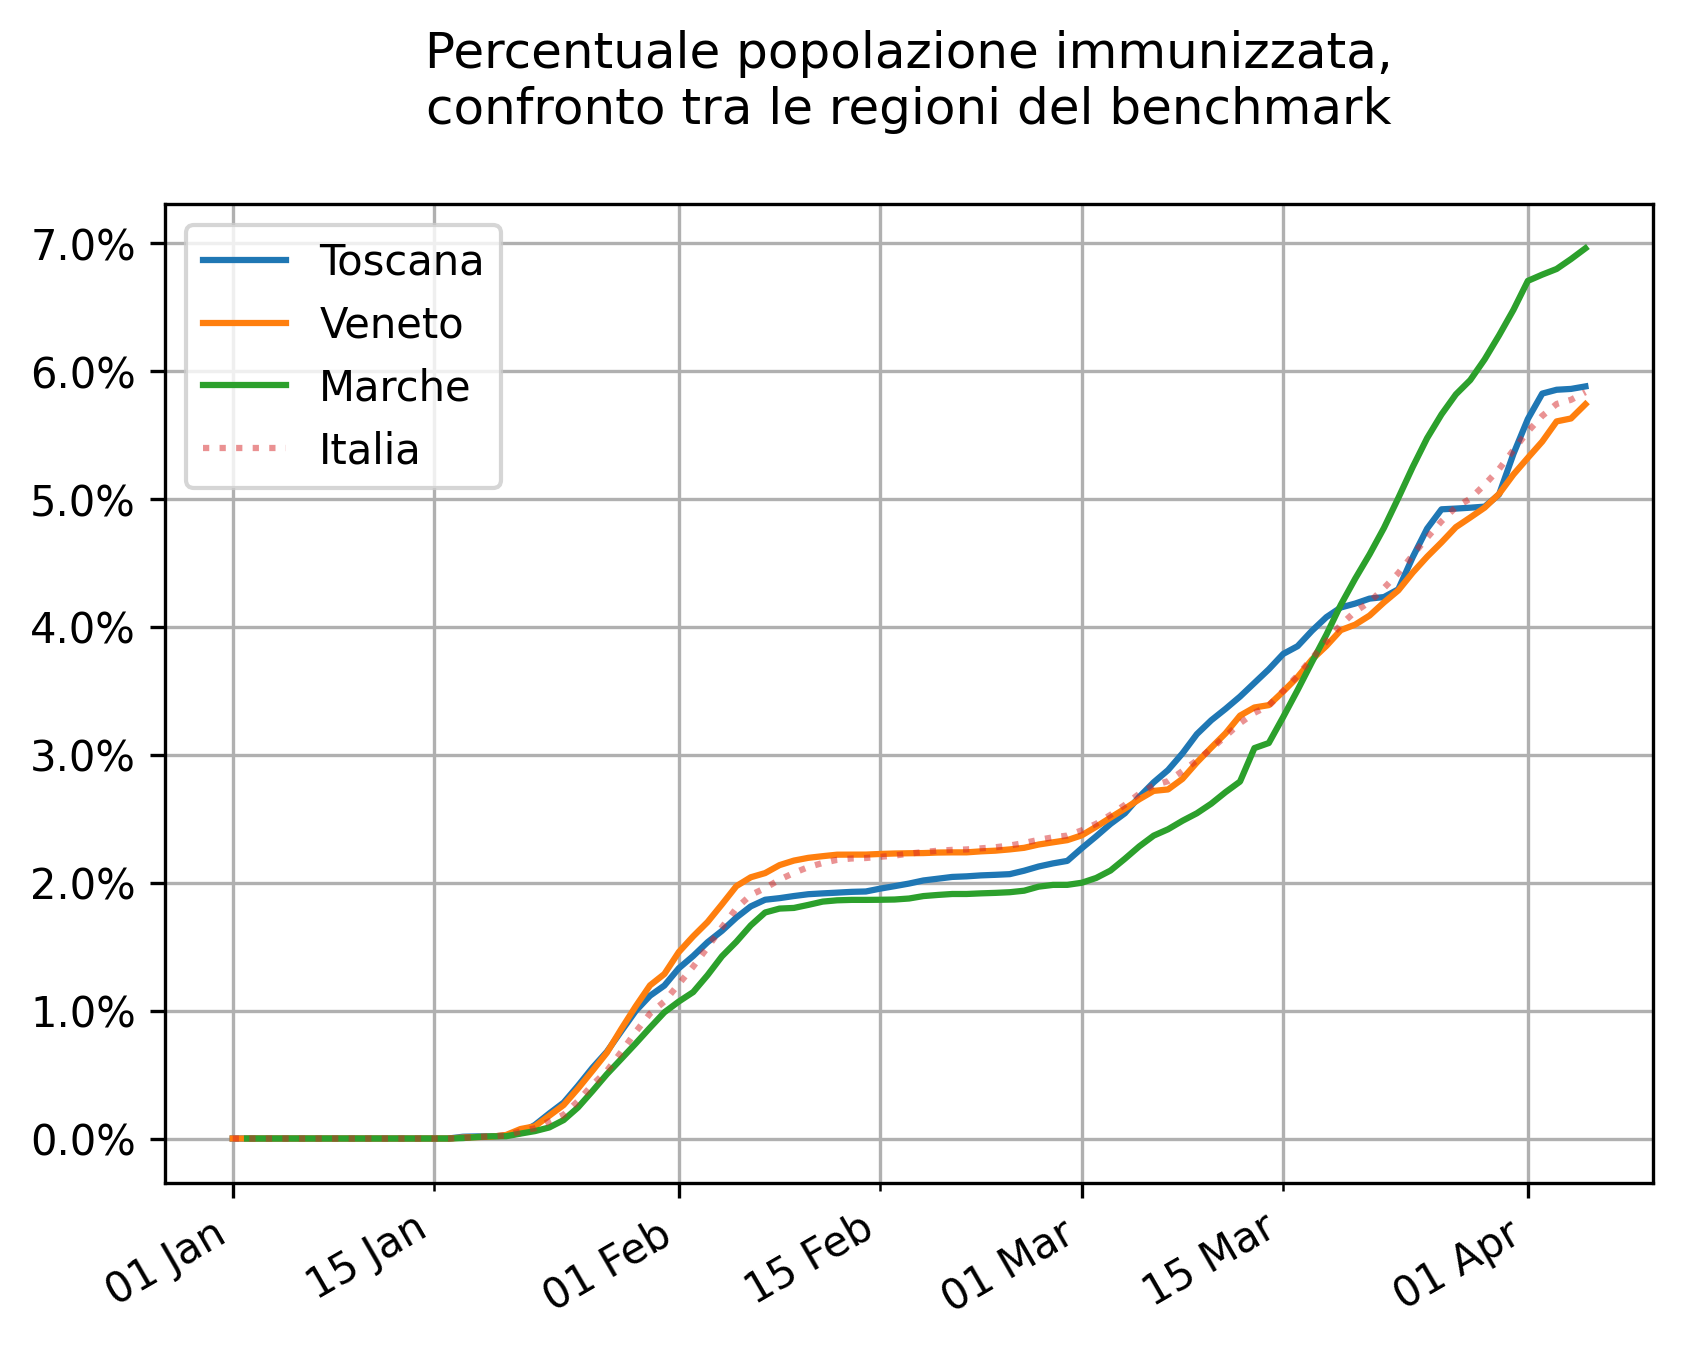 Percentuale popolazione immunizzata,
confronto tra le regioni del benchmark
7.0%
6.0%
5.0%
4.0%
3.0%
2.0%
1.0%
0.0%
Toscana
Veneto
Marche
Italia
01 Jan
15 Jan
01 Feb
15 Feb
01 Mar
15 Mar
01 Apr